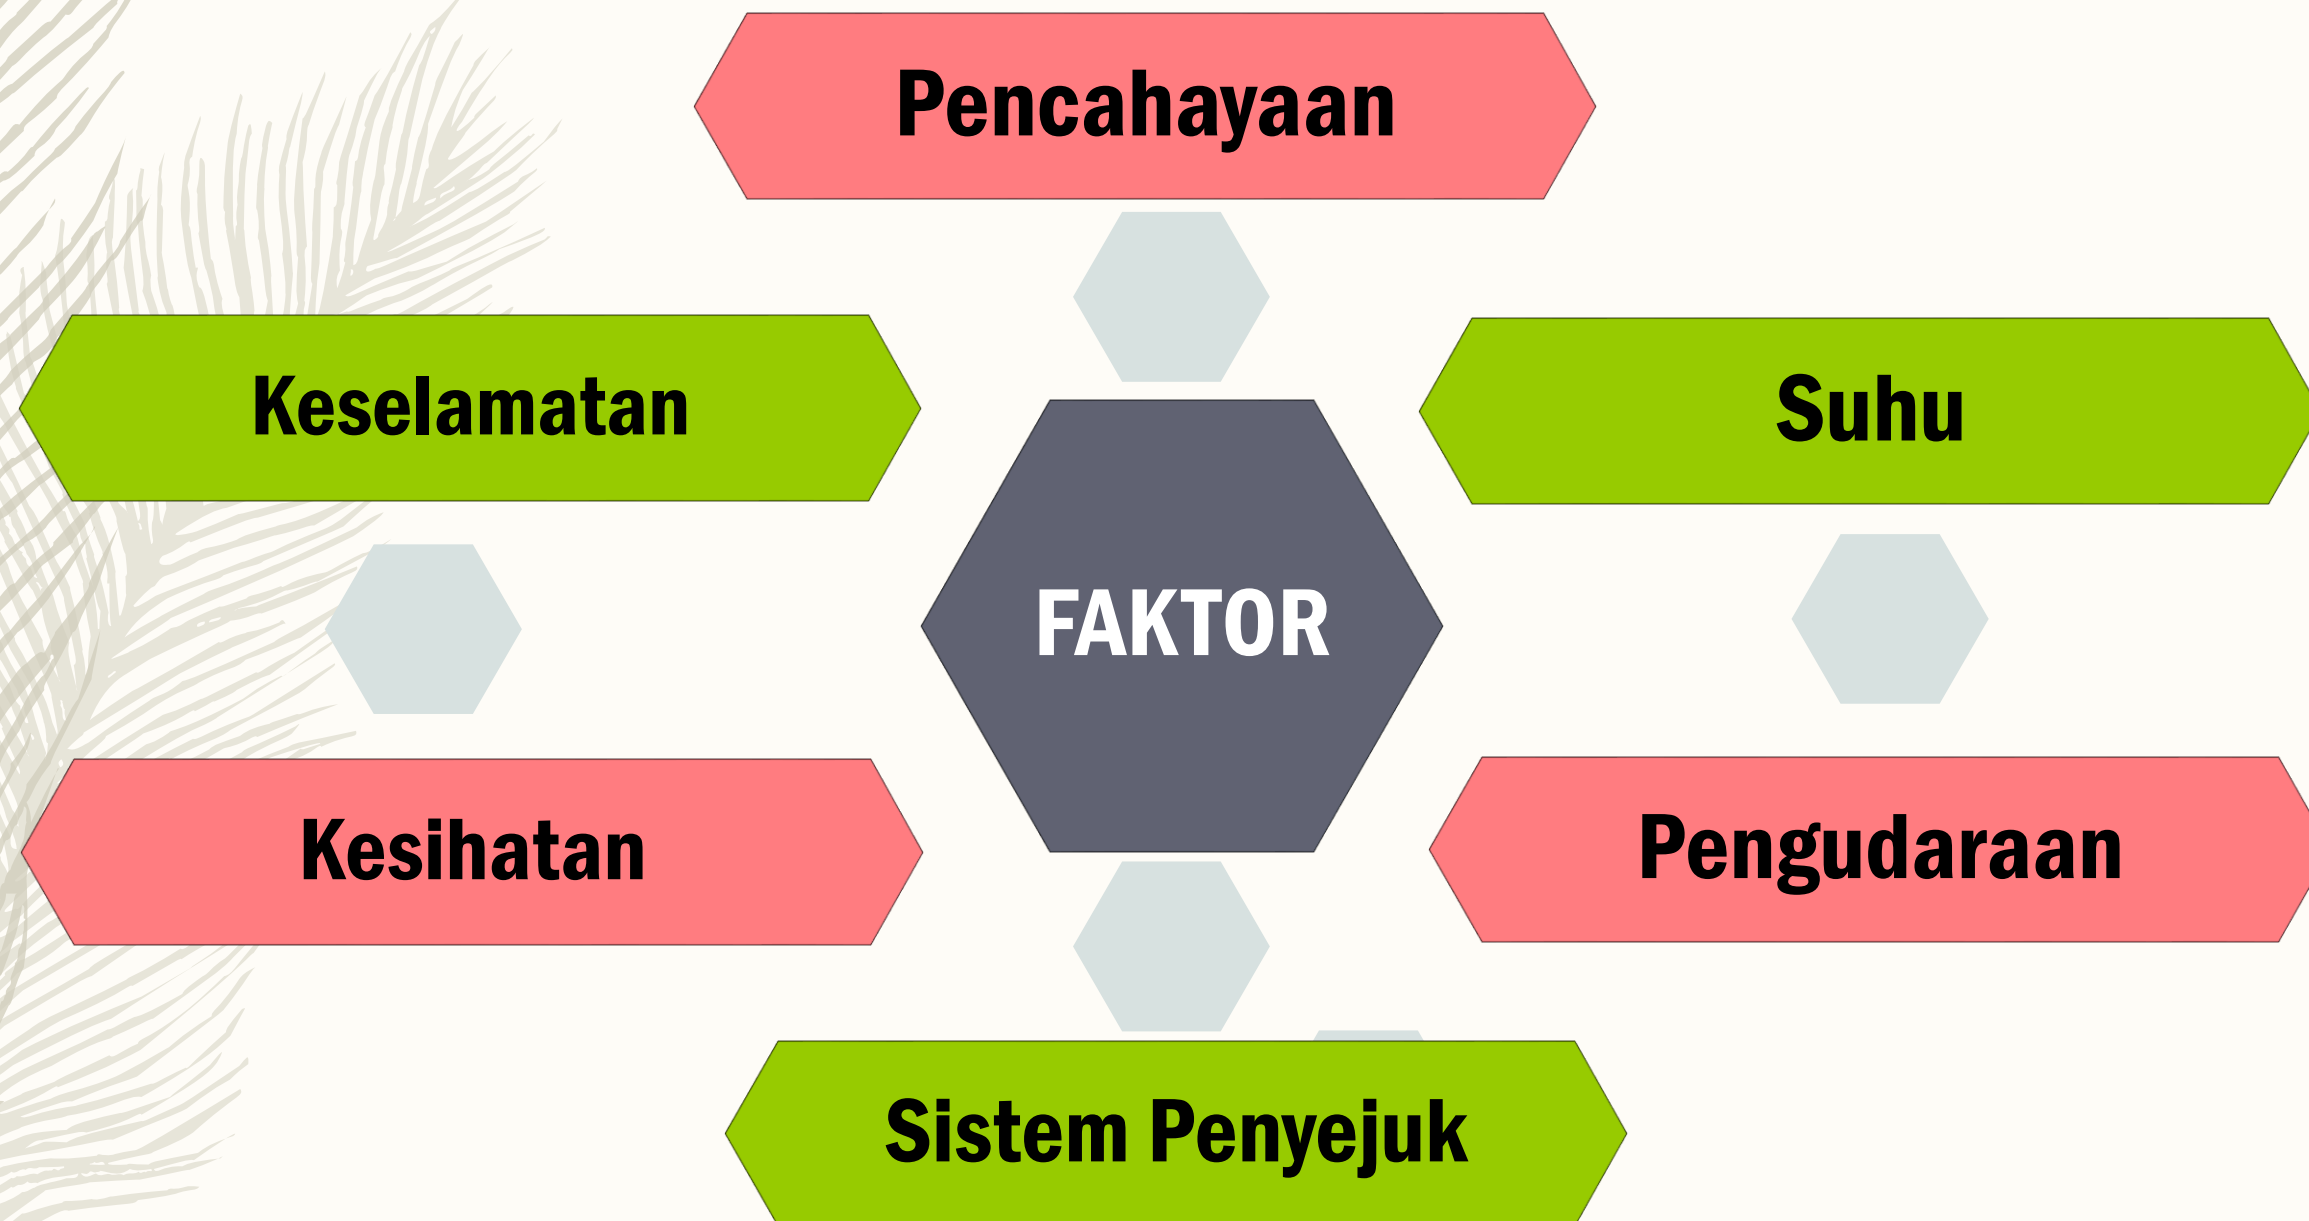 Pencahayaan
Keselamatan
Suhu
FAKTOR
Kesihatan
Pengudaraan
Sistem Penyejuk